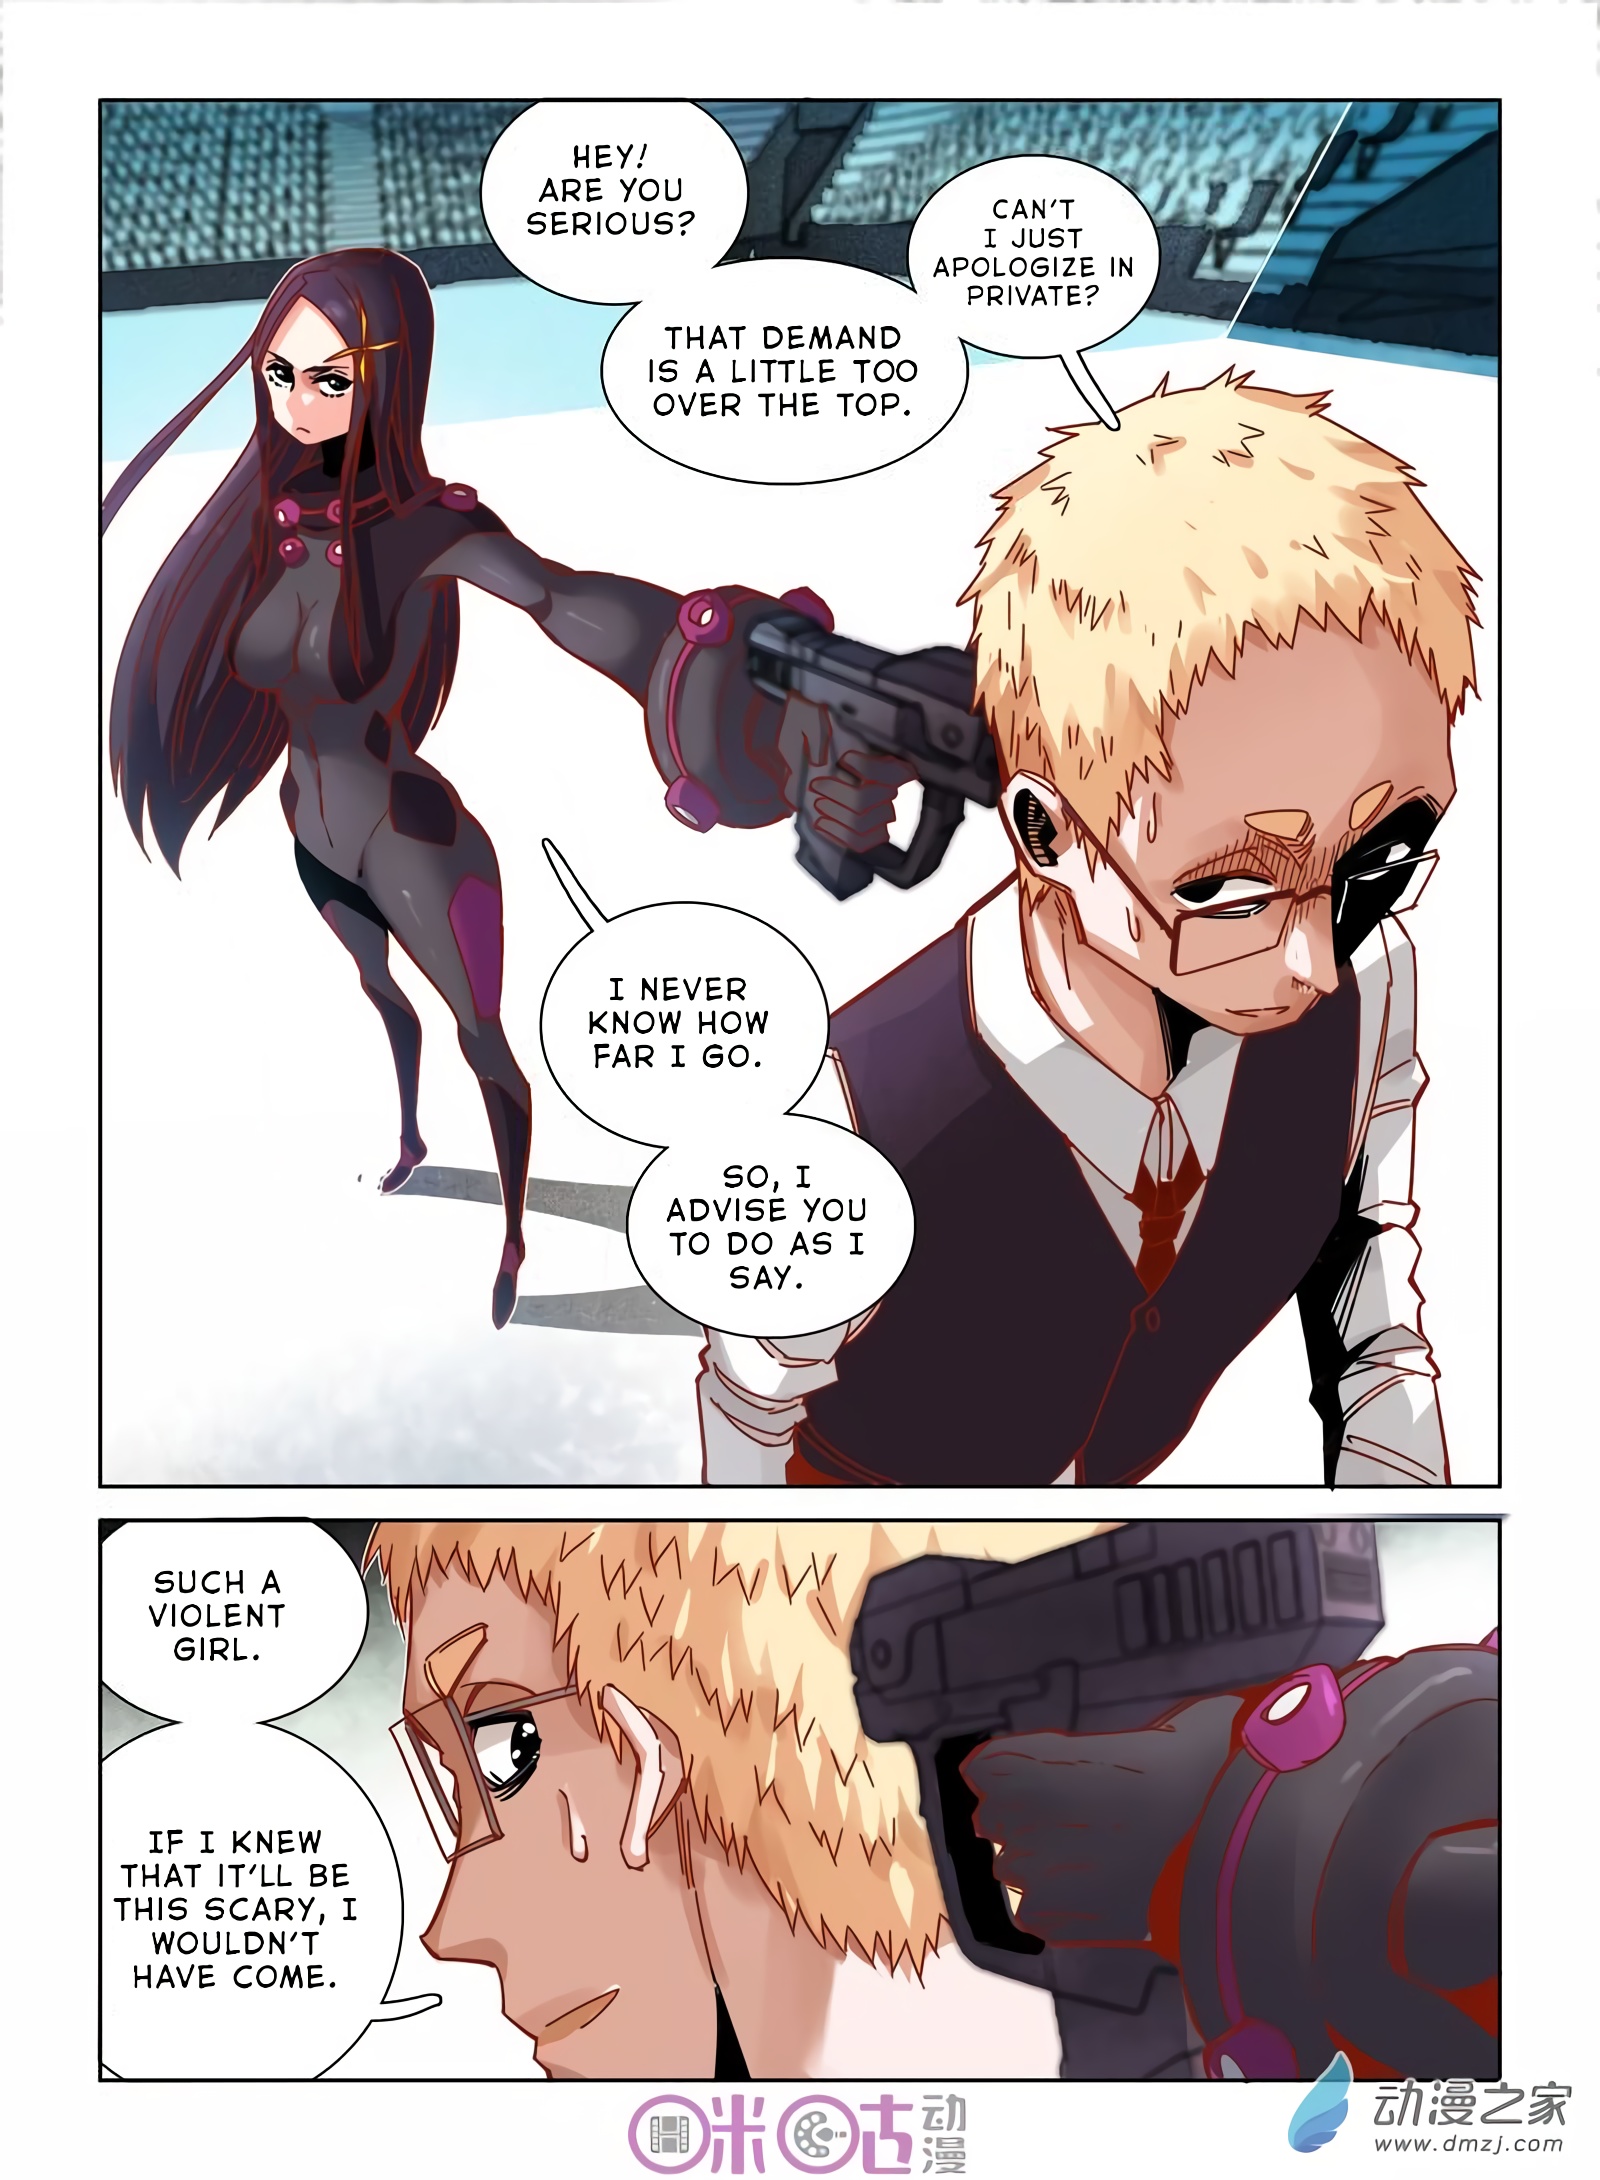 HEY!
ARE YOU
SERIOUS?
THAT DEMAND
IS A LITTLE TOO
OVER THE TOP.
CAN'T
I JUST
APOLOGIZE IN
PRIVATE?
I NEVER
KNOW HOW
FAR I GO.
SO, I
ADVISE YOU
TO DO AS I
SAY.
SUCH A
VIOLENT
GIRL.
IF I KNEW
THAT IT'LL BE
THIS SCARY, I
WOULDN'T
HAVE COME.
咪咕动漫
动漫之家
www.dmzj.com